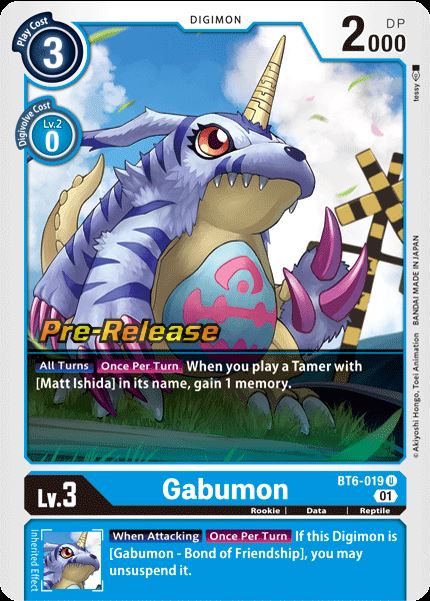 DIGIMON
Play Cost
3
DP
2000
Digivolve Cost
Lv.2
0
tessy
Pre-Release
All Turns Once Per Turn When you play a Tamer with
[Matt Ishida] in its name, gain 1 memory.
© Akiyoshi Hongo, Toei Animation BANDAI MADE IN JAPAN
BT6-019 U
01
Lv.3
Gabumon
Rookie | Data | Reptile
Inherited Effect
When Attacking Once Per Turn If this Digimon is
[Gabumon - Bond of Friendship], you may
unsuspend it.